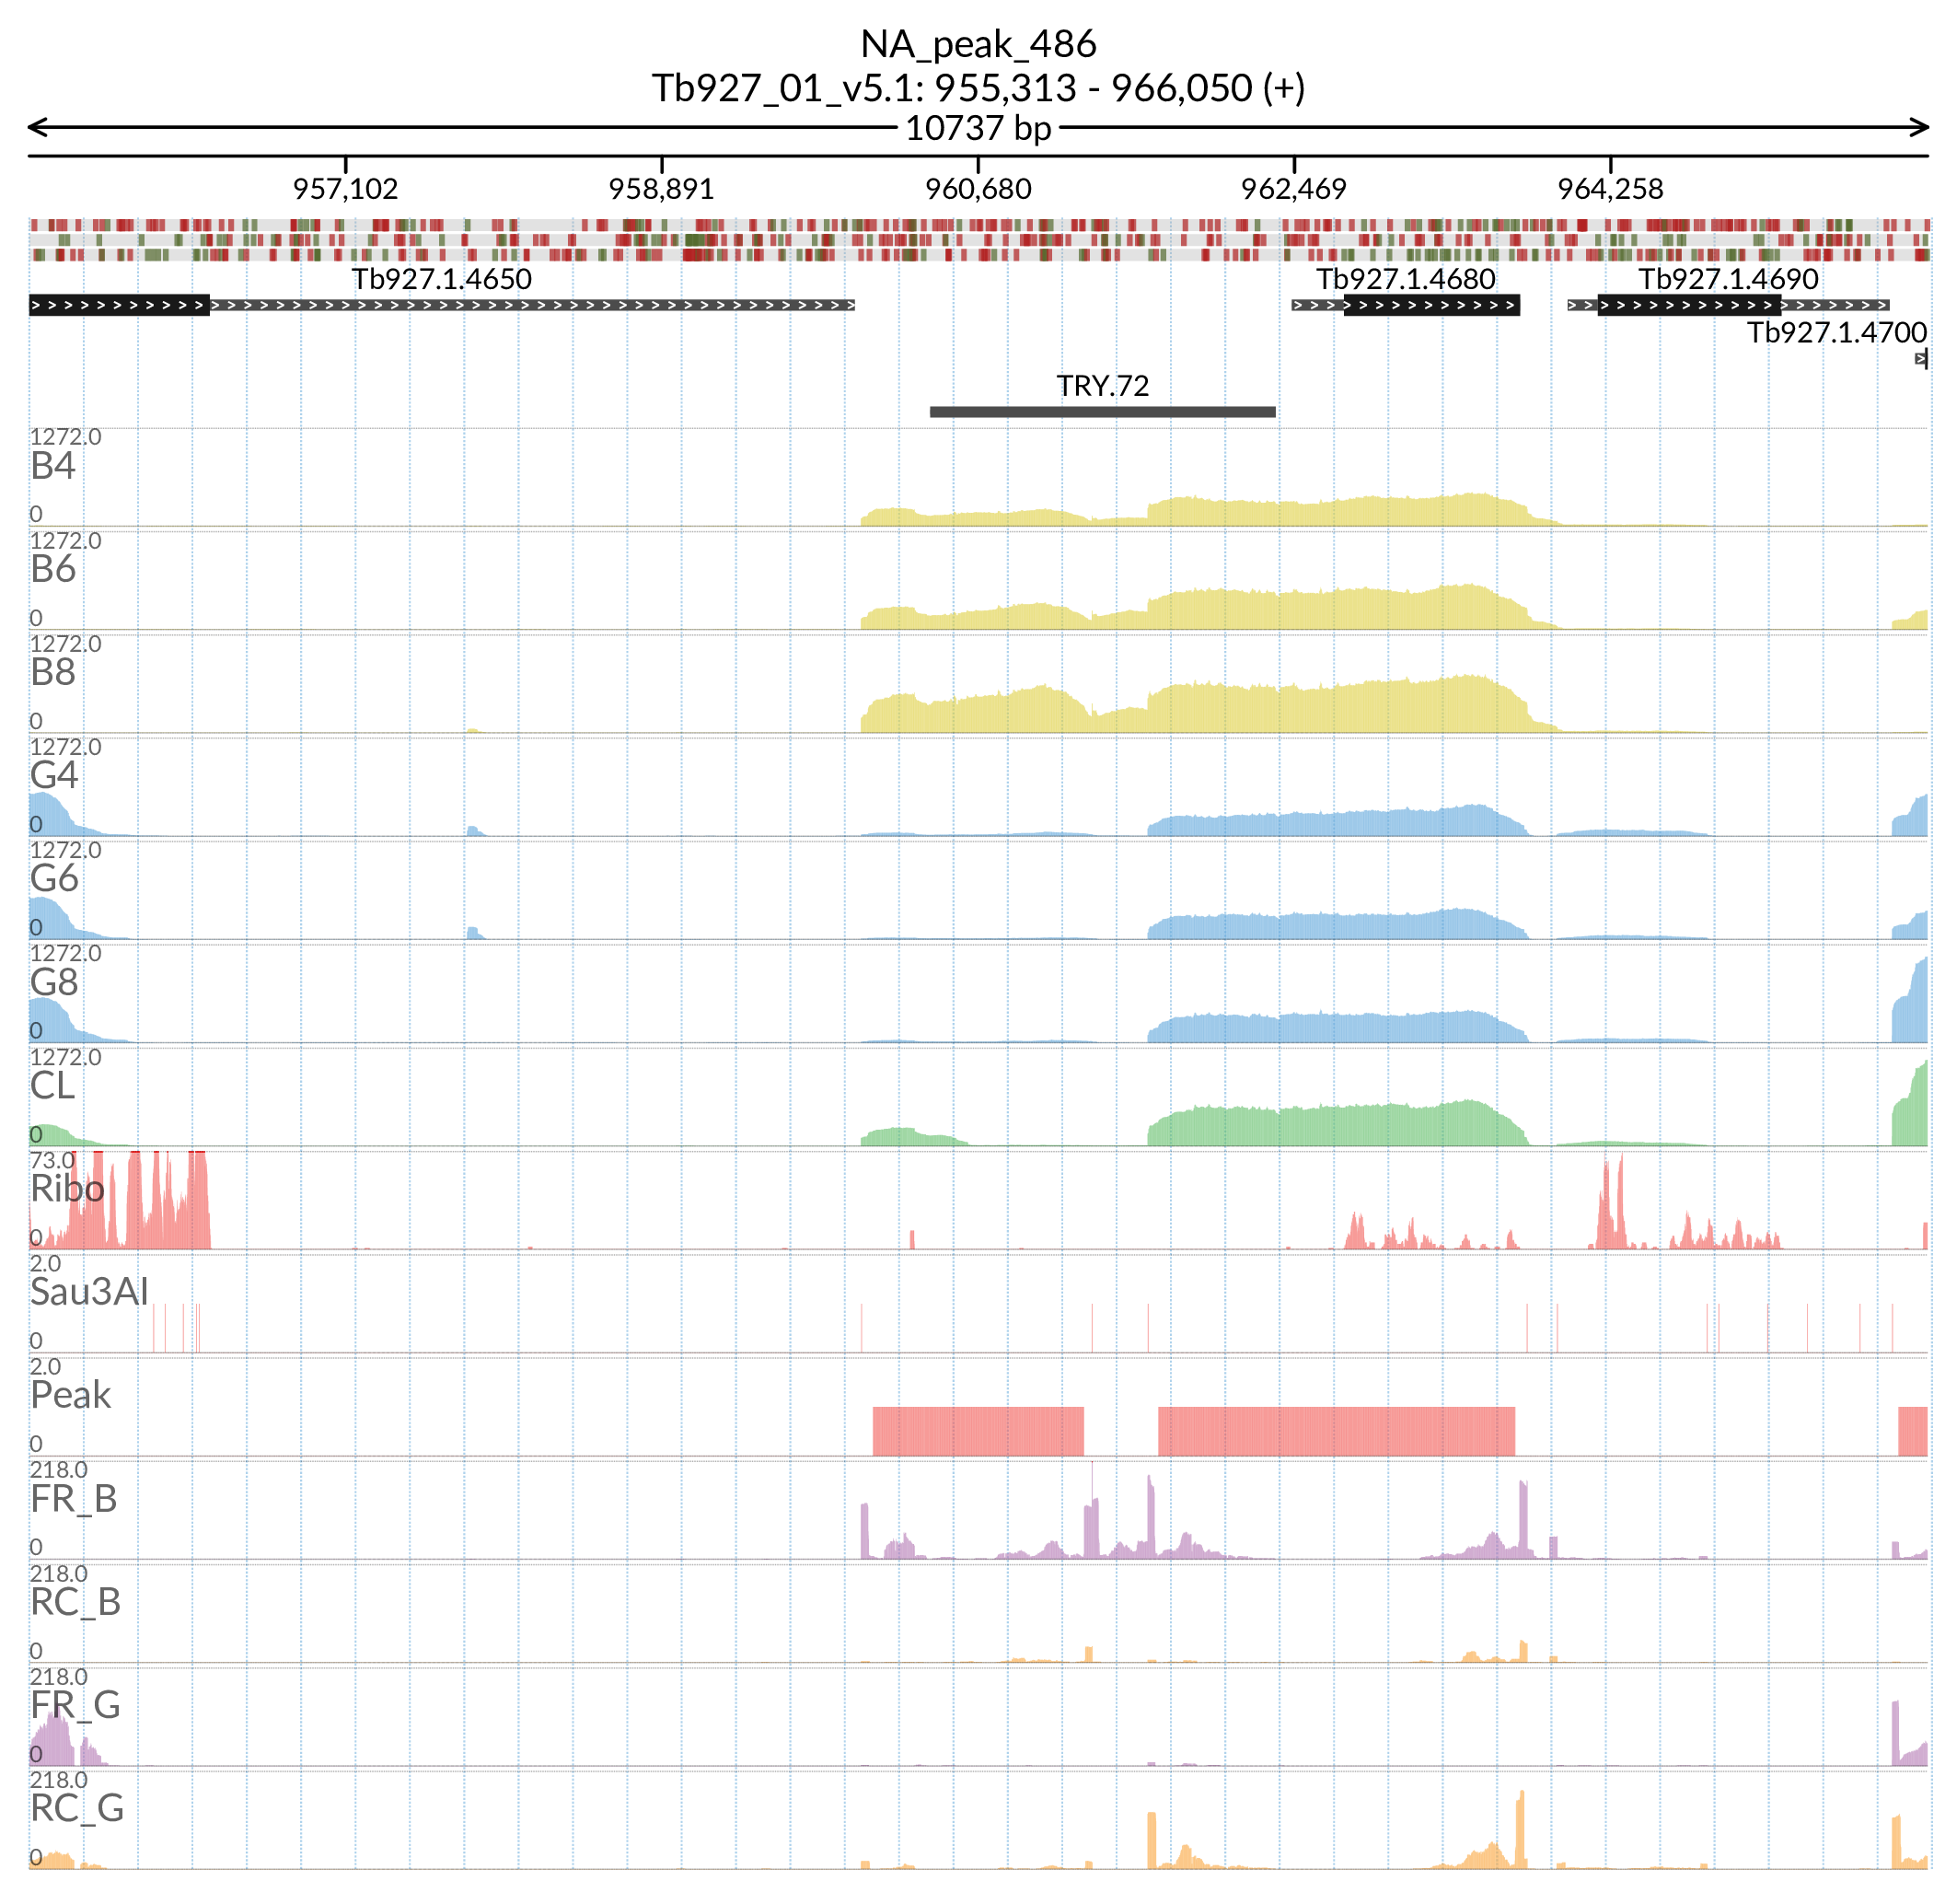 NA_peak_486
Tb927_01_v5.1: 955,313 - 966,050 (+)
10737 bp
957,102 958,891 960,680 962,469 964,258
Tb927.1.4650 Tb927.1.4680 Tb927.1.4690
Tb927.1.4700
TRY.72
1272.0
B4
0
1272.0
B6
0
1272.0
B8
0
1272.0
G4
0
1272.0
G6
0
1272.0
G8
0
1272.0
CL
0
73.0
Ribo
0
2.0
Sau3AI
0
2.0
Peak
0
218.0
FR_B
0
218.0
RC_B
0
218.0
FR_G
0
218.0
RC_G
0